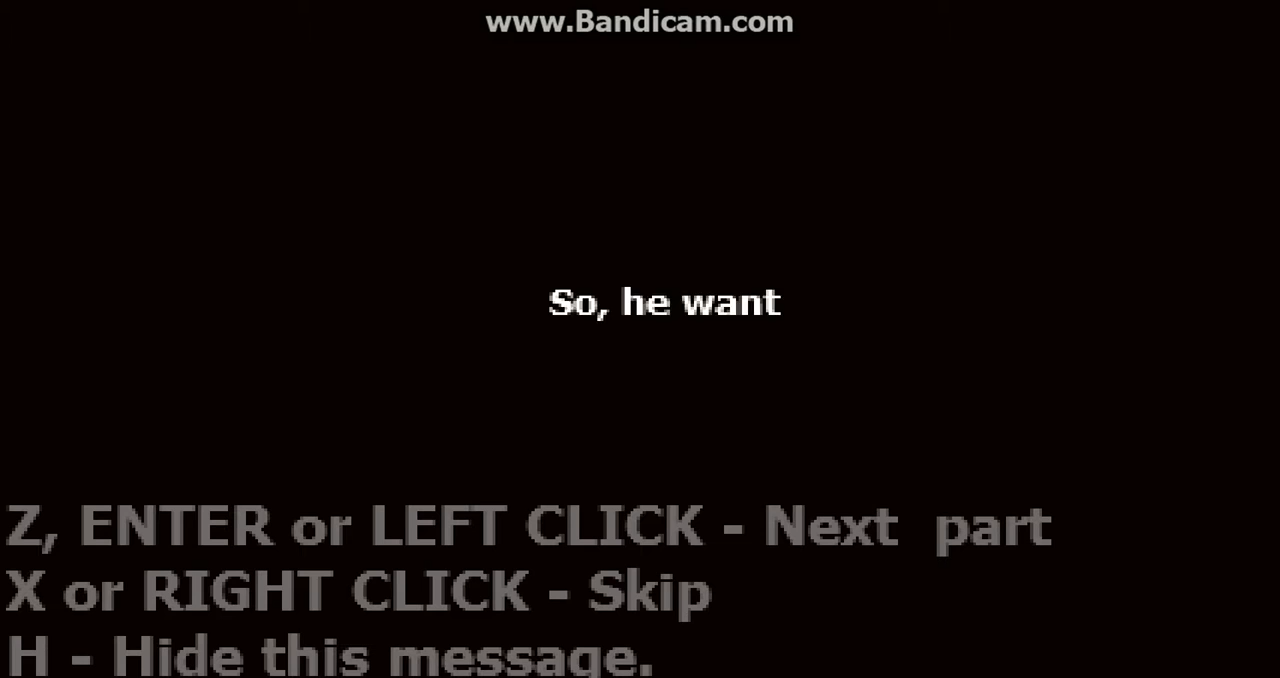 www.Bandicam.com
So, he want
Z, ENTER or LEFT CLICK - Next  part
X or RIGHT CLICK - Skip
H - Hide this message.